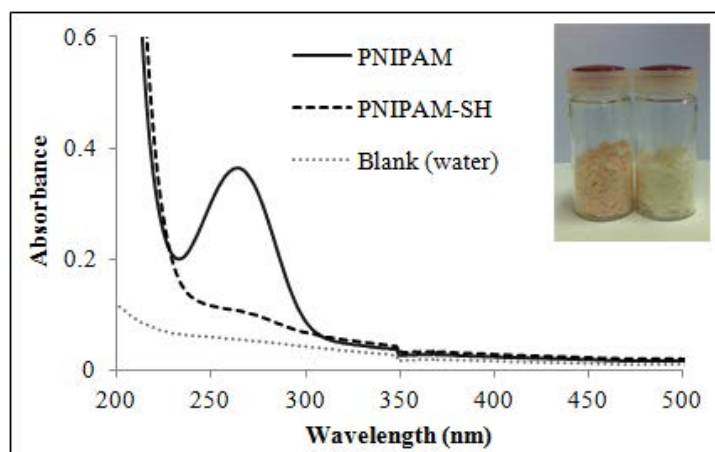 0.6
0.4
0.2
0
Absorbance
PNIPAM
PNIPAM-SH
Blank (water)
200 250 300 350 400 450 500
Wavelength (nm)